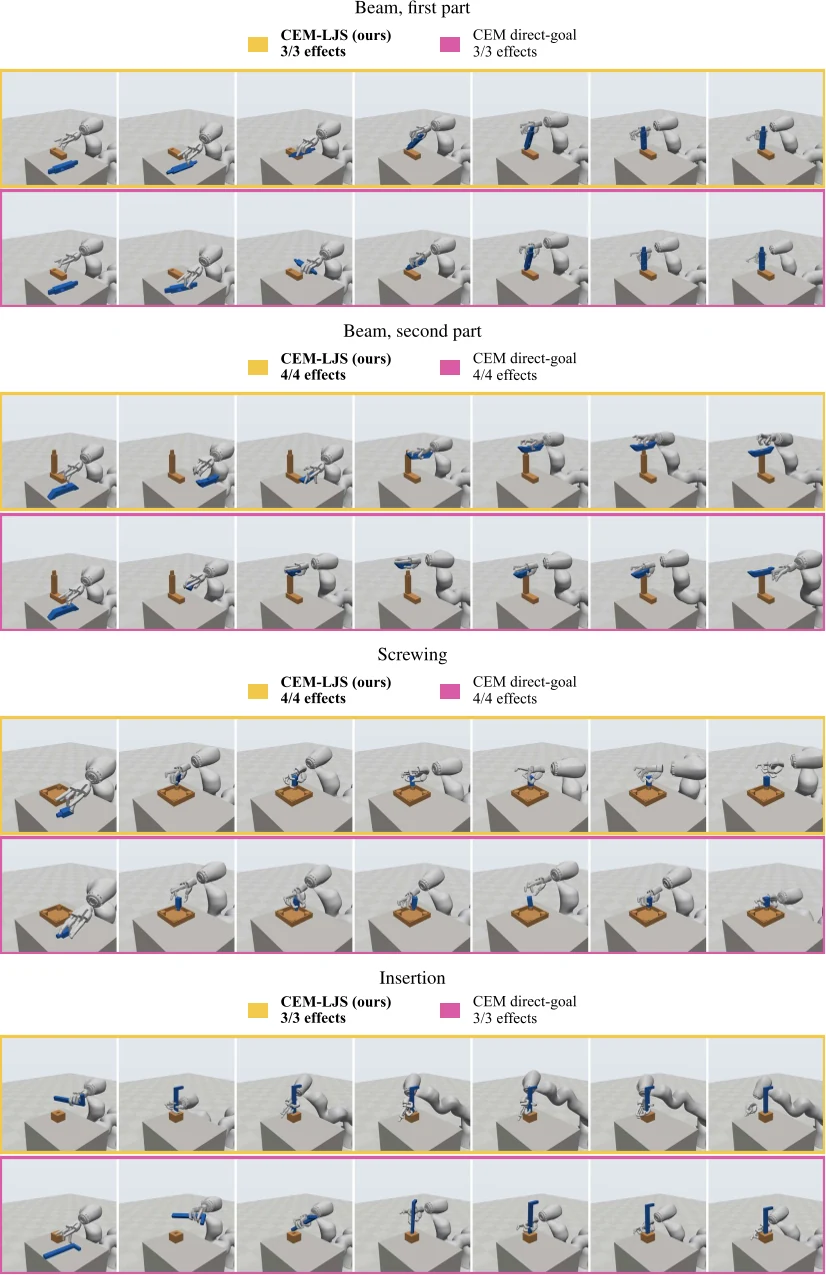 Beam, first part
CEM-LJS (ours)
3/3 effects
CEM direct-goal
3/3 effects
Beam, second part
CEM-LJS (ours)
4/4 effects
CEM direct-goal
4/4 effects
Screwing
CEM-LJS (ours)
4/4 effects
CEM direct-goal
4/4 effects
Insertion
CEM-LJS (ours)
3/3 effects
CEM direct-goal
3/3 effects